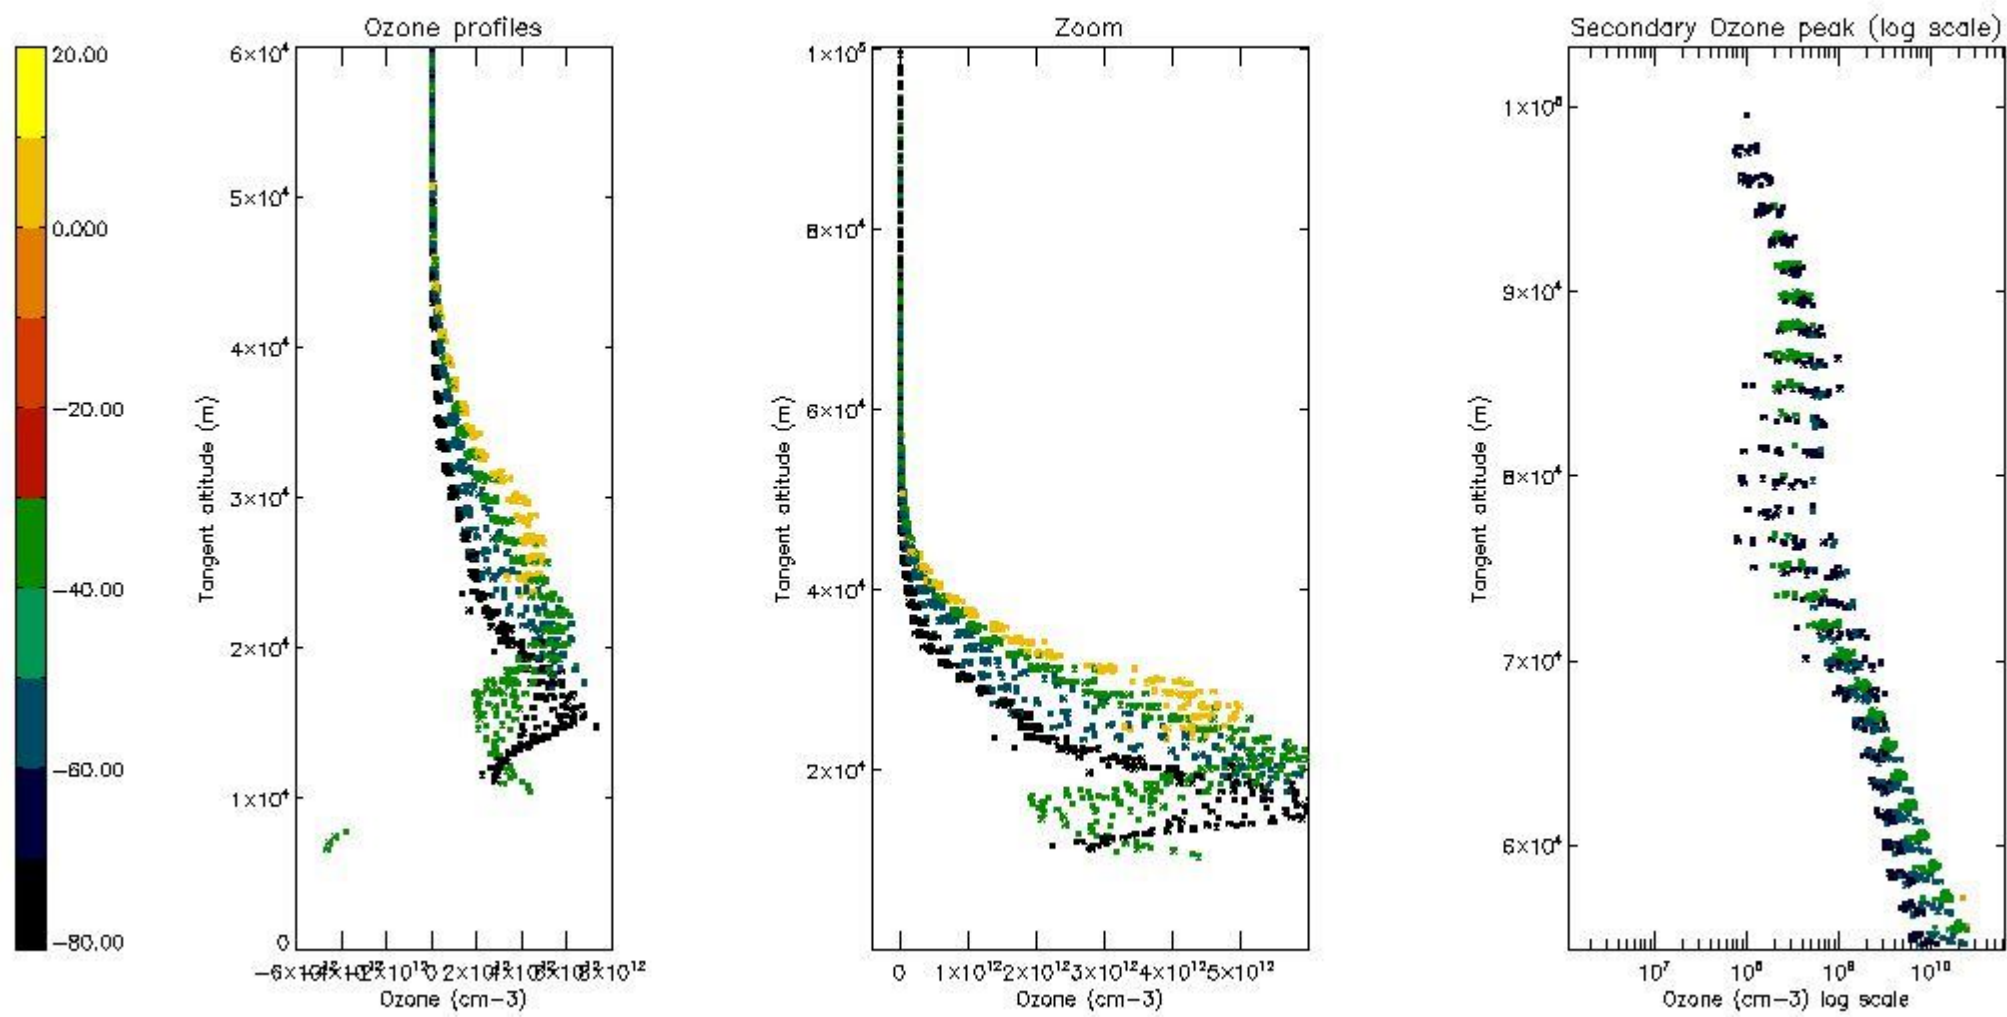 Ozone profiles
Zoom
Secondary Ozone peak (log scale)
20.00
0.000
−20.00
−40.00
−60.00
−80.00
6×10⁴
5×10⁴
4×10⁴
3×10⁴
2×10⁴
1×10⁴
0
Tangent altitude (m)
0
8×10¹²
Ozone (cm−3)
1×10⁵
8×10⁴
6×10⁴
4×10⁴
2×10⁴
Tangent altitude (m)
0 1×10¹² 2×10¹² 3×10¹² 4×10¹² 5×10¹²
Ozone (cm−3)
9×10⁴
8×10⁴
7×10⁴
6×10⁴
Tangent altitude (m)
10⁷ 10⁸ 10⁹ 10¹⁰
Ozone (cm−3) log scale